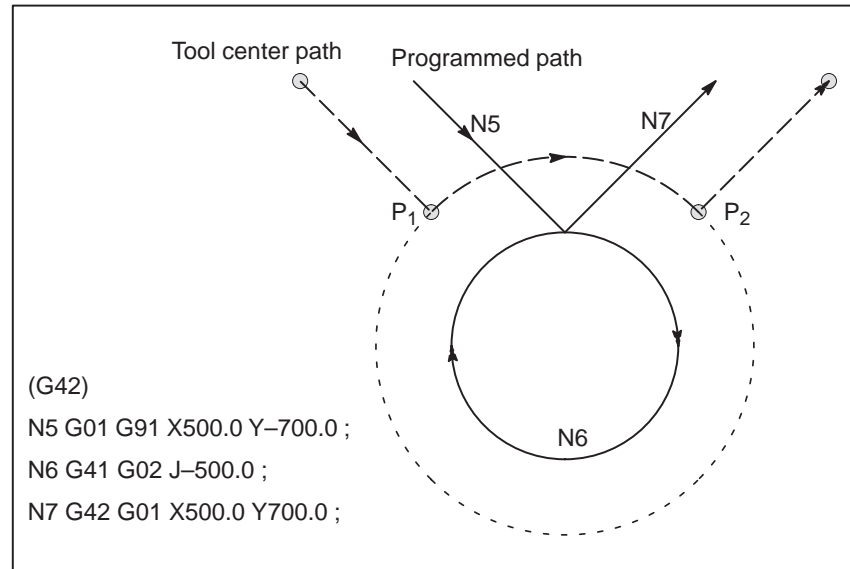 Tool center path
Programmed path
N5
N7
P1
P2
N6
(G42)
N5 G01 G91 X500.0 Y–700.0 ;
N6 G41 G02 J–500.0 ;
N7 G42 G01 X500.0 Y700.0 ;